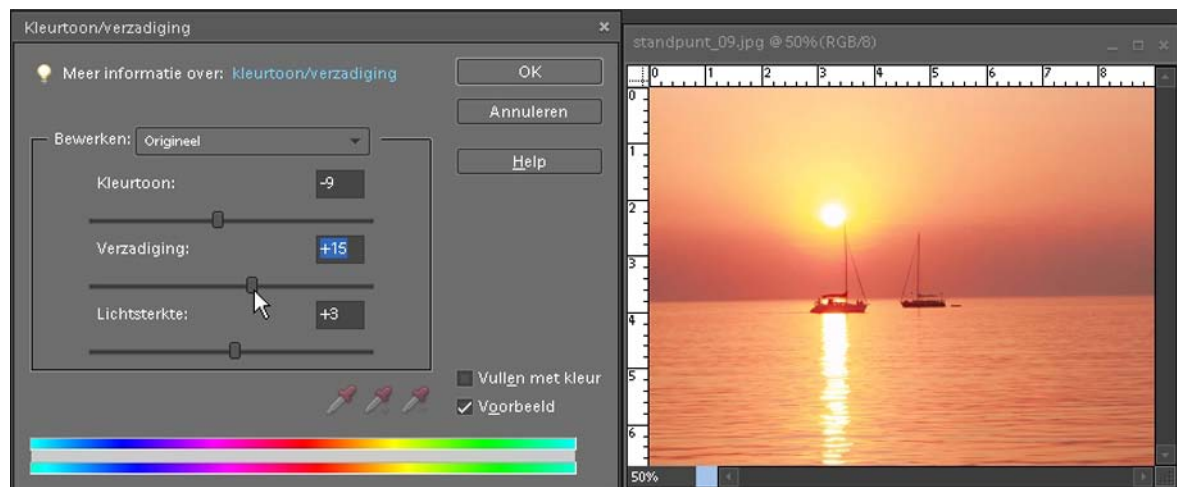 Kleurtoon/verzadiging
Meer informatie over: kleurtoon/verzadiging
OK
Annuleren
Help
Bewerken: Origineel
Kleurtoon: -9
Verzadiging: +15
Lichtsterkte: +3
Vullen met kleur
Voorbeeld
standpunt_09.jpg @ 50% (RGB/8)
0 1 2 3 4 5 6 7 8
0
1
2
3
4
5
6
50%